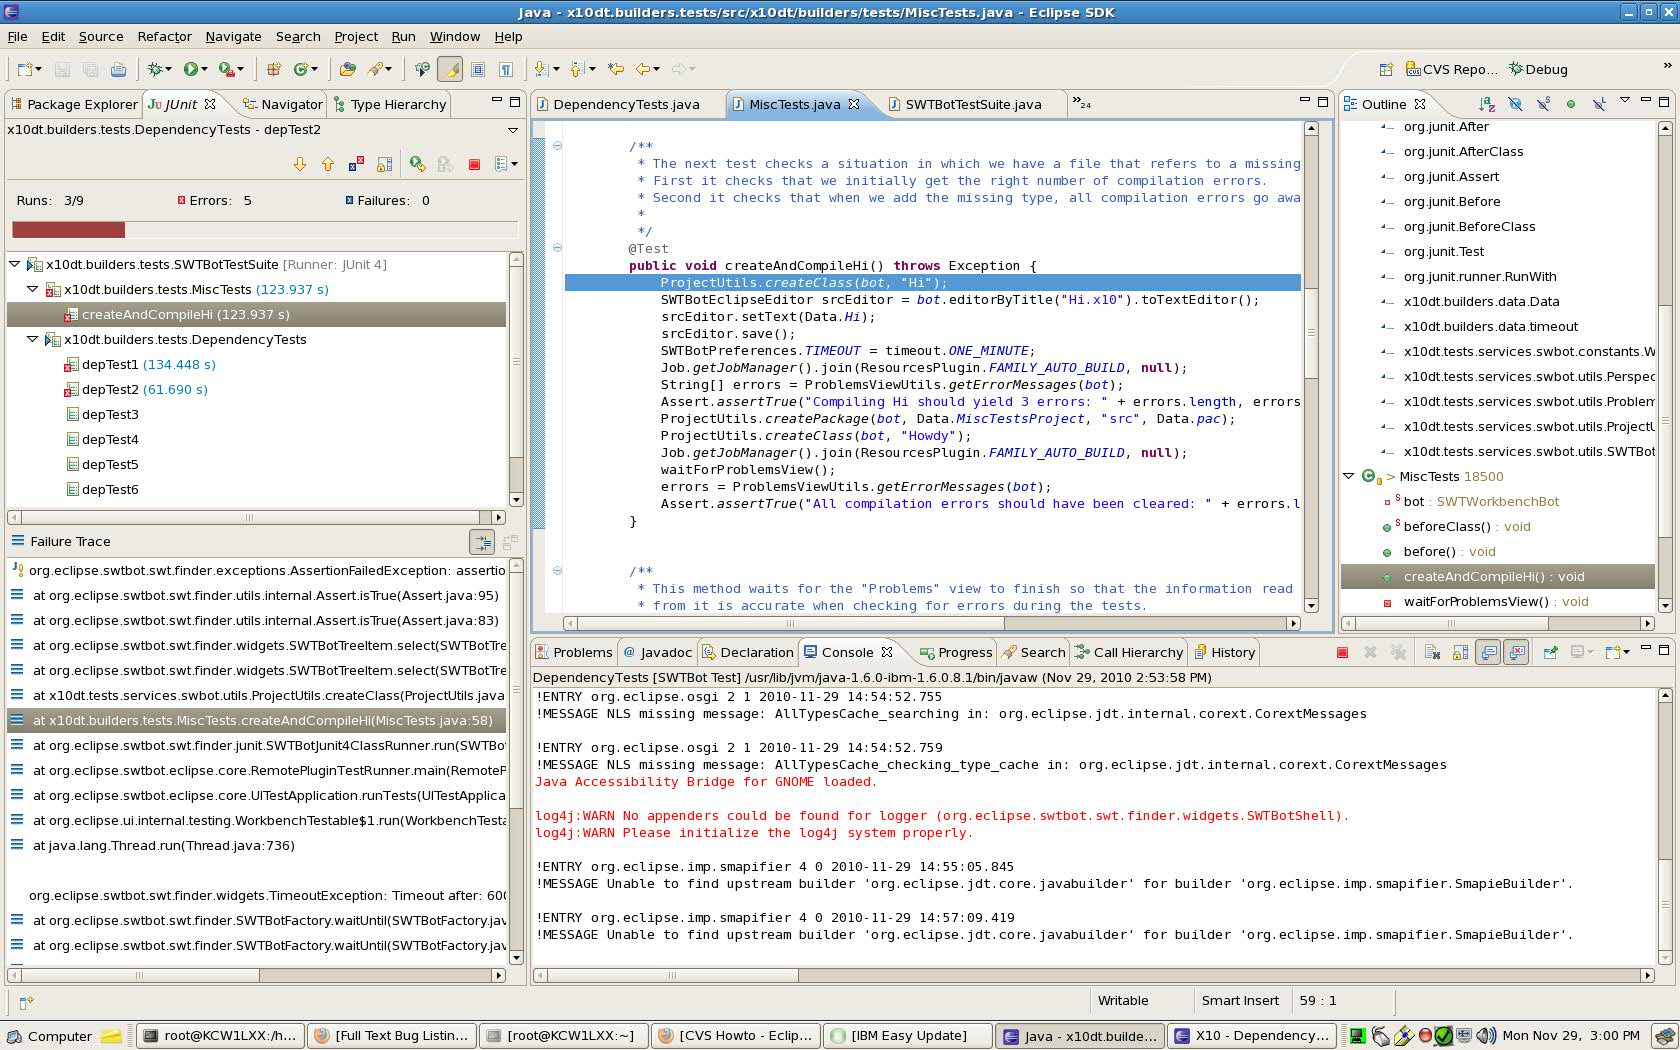 Java - x10dt.builders.tests/src/x10dt/builders/tests/MiscTests.java - Eclipse SDK
File Edit Source Refactor Navigate Search Project Run Window Help
CVS Repo... Debug »
Package Explorer JUnit Navigator Type Hierarchy
x10dt.builders.tests.DependencyTests - depTest2
Runs: 3/9 Errors: 5 Failures: 0
x10dt.builders.tests.SWTBotTestSuite [Runner: JUnit 4]
x10dt.builders.tests.MiscTests (123.937 s)
createAndCompileHi (123.937 s)
x10dt.builders.tests.DependencyTests
depTest1 (134.448 s)
depTest2 (61.690 s)
depTest3
depTest4
depTest5
depTest6
Failure Trace
org.eclipse.swtbot.swt.finder.exceptions.AssertionFailedException: assertio
at org.eclipse.swtbot.swt.finder.utils.internal.Assert.isTrue(Assert.java:95)
at org.eclipse.swtbot.swt.finder.utils.internal.Assert.isTrue(Assert.java:83)
at org.eclipse.swtbot.swt.finder.widgets.SWTBotTreeItem.select(SWTBotTre
at org.eclipse.swtbot.swt.finder.widgets.SWTBotTreeItem.select(SWTBotTre
at x10dt.tests.services.swbot.utils.ProjectUtils.createClass(ProjectUtils.java
at x10dt.builders.tests.MiscTests.createAndCompileHi(MiscTests.java:58)
at org.eclipse.swtbot.swt.finder.junit.SWTBotJunit4ClassRunner.run(SWTBo
at org.eclipse.swtbot.eclipse.core.RemotePluginTestRunner.main(RemoteP
at org.eclipse.swtbot.eclipse.core.UITestApplication.runTests(UITestApplica
at org.eclipse.ui.internal.testing.WorkbenchTestable$1.run(WorkbenchTesta
at java.lang.Thread.run(Thread.java:736)
org.eclipse.swtbot.swt.finder.widgets.TimeoutException: Timeout after: 600
at org.eclipse.swtbot.swt.finder.SWTBotFactory.waitUntil(SWTBotFactory.jav
at org.eclipse.swtbot.swt.finder.SWTBotFactory.waitUntil(SWTBotFactory.jav
DependencyTests.java MiscTests.java SWTBotTestSuite.java »24
/**
* The next test checks a situation in which we have a file that refers to a missing
* First it checks that we initially get the right number of compilation errors.
* Second it checks that when we add the missing type, all compilation errors go awa
*
*/
@Test
public void createAndCompileHi() throws Exception {
ProjectUtils.createClass(bot, "Hi");
SWTBotEclipseEditor srcEditor = bot.editorByTitle("Hi.x10").toTextEditor();
srcEditor.setText(Data.Hi);
srcEditor.save();
SWTBotPreferences.TIMEOUT = timeout.ONE_MINUTE;
Job.getJobManager().join(ResourcesPlugin.FAMILY_AUTO_BUILD, null);
String[] errors = ProblemsViewUtils.getErrorMessages(bot);
Assert.assertTrue("Compiling Hi should yield 3 errors: " + errors.length, errors
ProjectUtils.createPackage(bot, Data.MiscTestsProject, "src", Data.pac);
ProjectUtils.createClass(bot, "Howdy");
Job.getJobManager().join(ResourcesPlugin.FAMILY_AUTO_BUILD, null);
waitForProblemsView();
errors = ProblemsViewUtils.getErrorMessages(bot);
Assert.assertTrue("All compilation errors should have been cleared: " + errors.l
}
/**
* This method waits for the "Problems" view to finish so that the information read
* from it is accurate when checking for errors during the tests.
Outline
org.junit.After
org.junit.AfterClass
org.junit.Assert
org.junit.Before
org.junit.BeforeClass
org.junit.Test
org.junit.runner.RunWith
x10dt.builders.data.Data
x10dt.builders.data.timeout
x10dt.tests.services.swbot.constants.W
x10dt.tests.services.swbot.utils.Perspec
x10dt.tests.services.swbot.utils.Problem
x10dt.tests.services.swbot.utils.ProjectU
x10dt.tests.services.swbot.utils.SWTBot
> MiscTests 18500
bot : SWTWorkbenchBot
beforeClass() : void
before() : void
createAndCompileHi() : void
waitForProblemsView() : void
Problems Javadoc Declaration Console Progress Search Call Hierarchy History
DependencyTests [SWTBot Test] /usr/lib/jvm/java-1.6.0-ibm-1.6.0.8.1/bin/javaw (Nov 29, 2010 2:53:58 PM)
!ENTRY org.eclipse.osgi 2 1 2010-11-29 14:54:52.755
!MESSAGE NLS missing message: AllTypesCache_searching in: org.eclipse.jdt.internal.corext.CorextMessages
!ENTRY org.eclipse.osgi 2 1 2010-11-29 14:54:52.759
!MESSAGE NLS missing message: AllTypesCache_checking_type_cache in: org.eclipse.jdt.internal.corext.CorextMessages
Java Accessibility Bridge for GNOME loaded.
log4j:WARN No appenders could be found for logger (org.eclipse.swtbot.swt.finder.widgets.SWTBotShell).
log4j:WARN Please initialize the log4j system properly.
!ENTRY org.eclipse.imp.smapifier 4 0 2010-11-29 14:55:05.845
!MESSAGE Unable to find upstream builder 'org.eclipse.jdt.core.javabuilder' for builder 'org.eclipse.imp.smapifier.SmapieBuilder'.
!ENTRY org.eclipse.imp.smapifier 4 0 2010-11-29 14:57:09.419
!MESSAGE Unable to find upstream builder 'org.eclipse.jdt.core.javabuilder' for builder 'org.eclipse.imp.smapifier.SmapieBuilder'.
Writable Smart Insert 59 : 1
Computer root@KCW1LXX:/h... [Full Text Bug Listin... [root@KCW1LXX:~] [CVS Howto - Eclip... [IBM Easy Update] Java - x10dt.builde... X10 - Dependency... Mon Nov 29, 3:00 PM